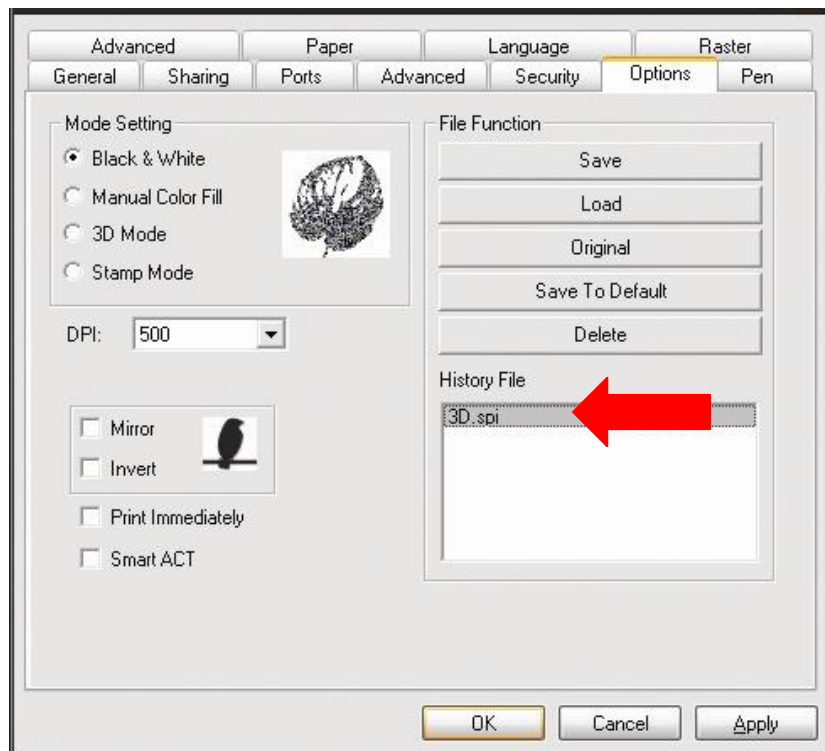 Advanced Paper Language Raster
General Sharing Ports Advanced Security Options Pen
Mode Setting
Black & White
Manual Color Fill
3D Mode
Stamp Mode
DPI: 500
Mirror
Invert
Print Immediately
Smart ACT
File Function
Save
Load
Original
Save To Default
Delete
History File
3D.spi
OK Cancel Apply